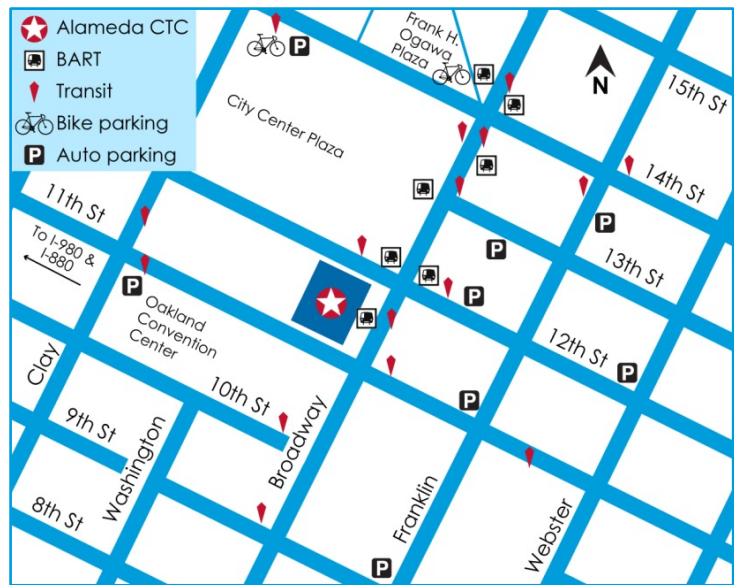 Alameda CTC
BART
Transit
Bike parking
P Auto parking
P
Frank H.
Ogawa
Plaza
N
15th St
City Center Plaza
14th St
11th St
P
13th St
To I-980 &
I-880
P
P
P
Oakland
Convention
Center
12th St
P
Clay
10th St
P
9th St
Washington
Broadway
8th St
Franklin
Webster
P